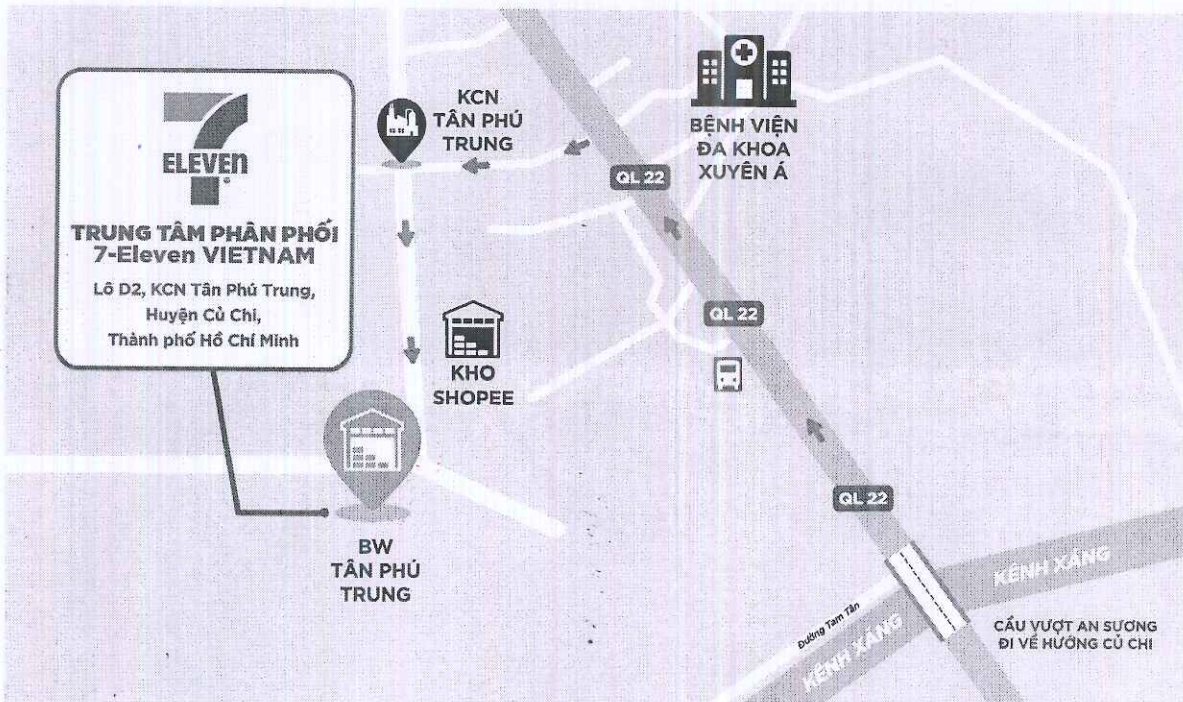 7
ELEVEn
®
TRUNG TÂM PHÂN PHỐI
7-Eleven VIETNAM
Lô D2, KCN Tân Phú Trung,
Huyện Củ Chi,
Thành phố Hồ Chí Minh
KCN
TÂN PHÚ
TRUNG
BỆNH VIỆN
ĐA KHOA
XUYÊN Á
QL 22
QL 22
KHO
SHOPEE
BW
TÂN PHÚ
TRUNG
QL 22
KÊNH XÁNG
Đường Tam Tân
KÊNH XÁNG
CẦU VƯỢT AN SƯƠNG
ĐI VỀ HƯỚNG CỦ CHI